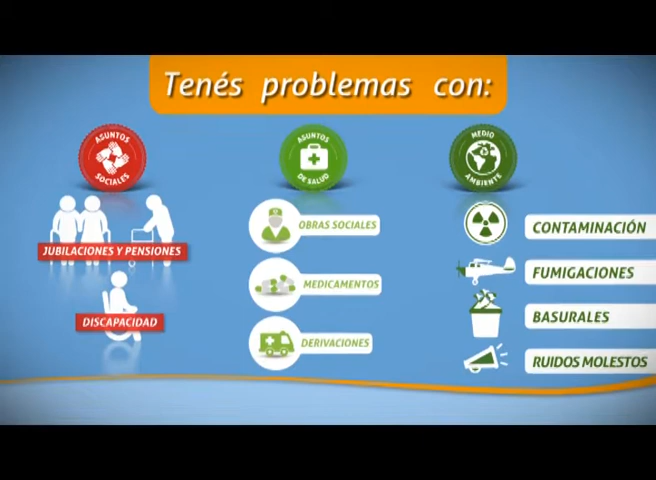 Tenés problemas con:
ASUNTOS
SOCIALES
JUBILACIONES Y PENSIONES
DISCAPACIDAD
ASUNTOS
DE SALUD
OBRAS SOCIALES
MEDICAMENTOS
DERIVACIONES
MEDIO
AMBIENTE
CONTAMINACIÓN
FUMIGACIONES
BASURALES
RUIDOS MOLESTOS